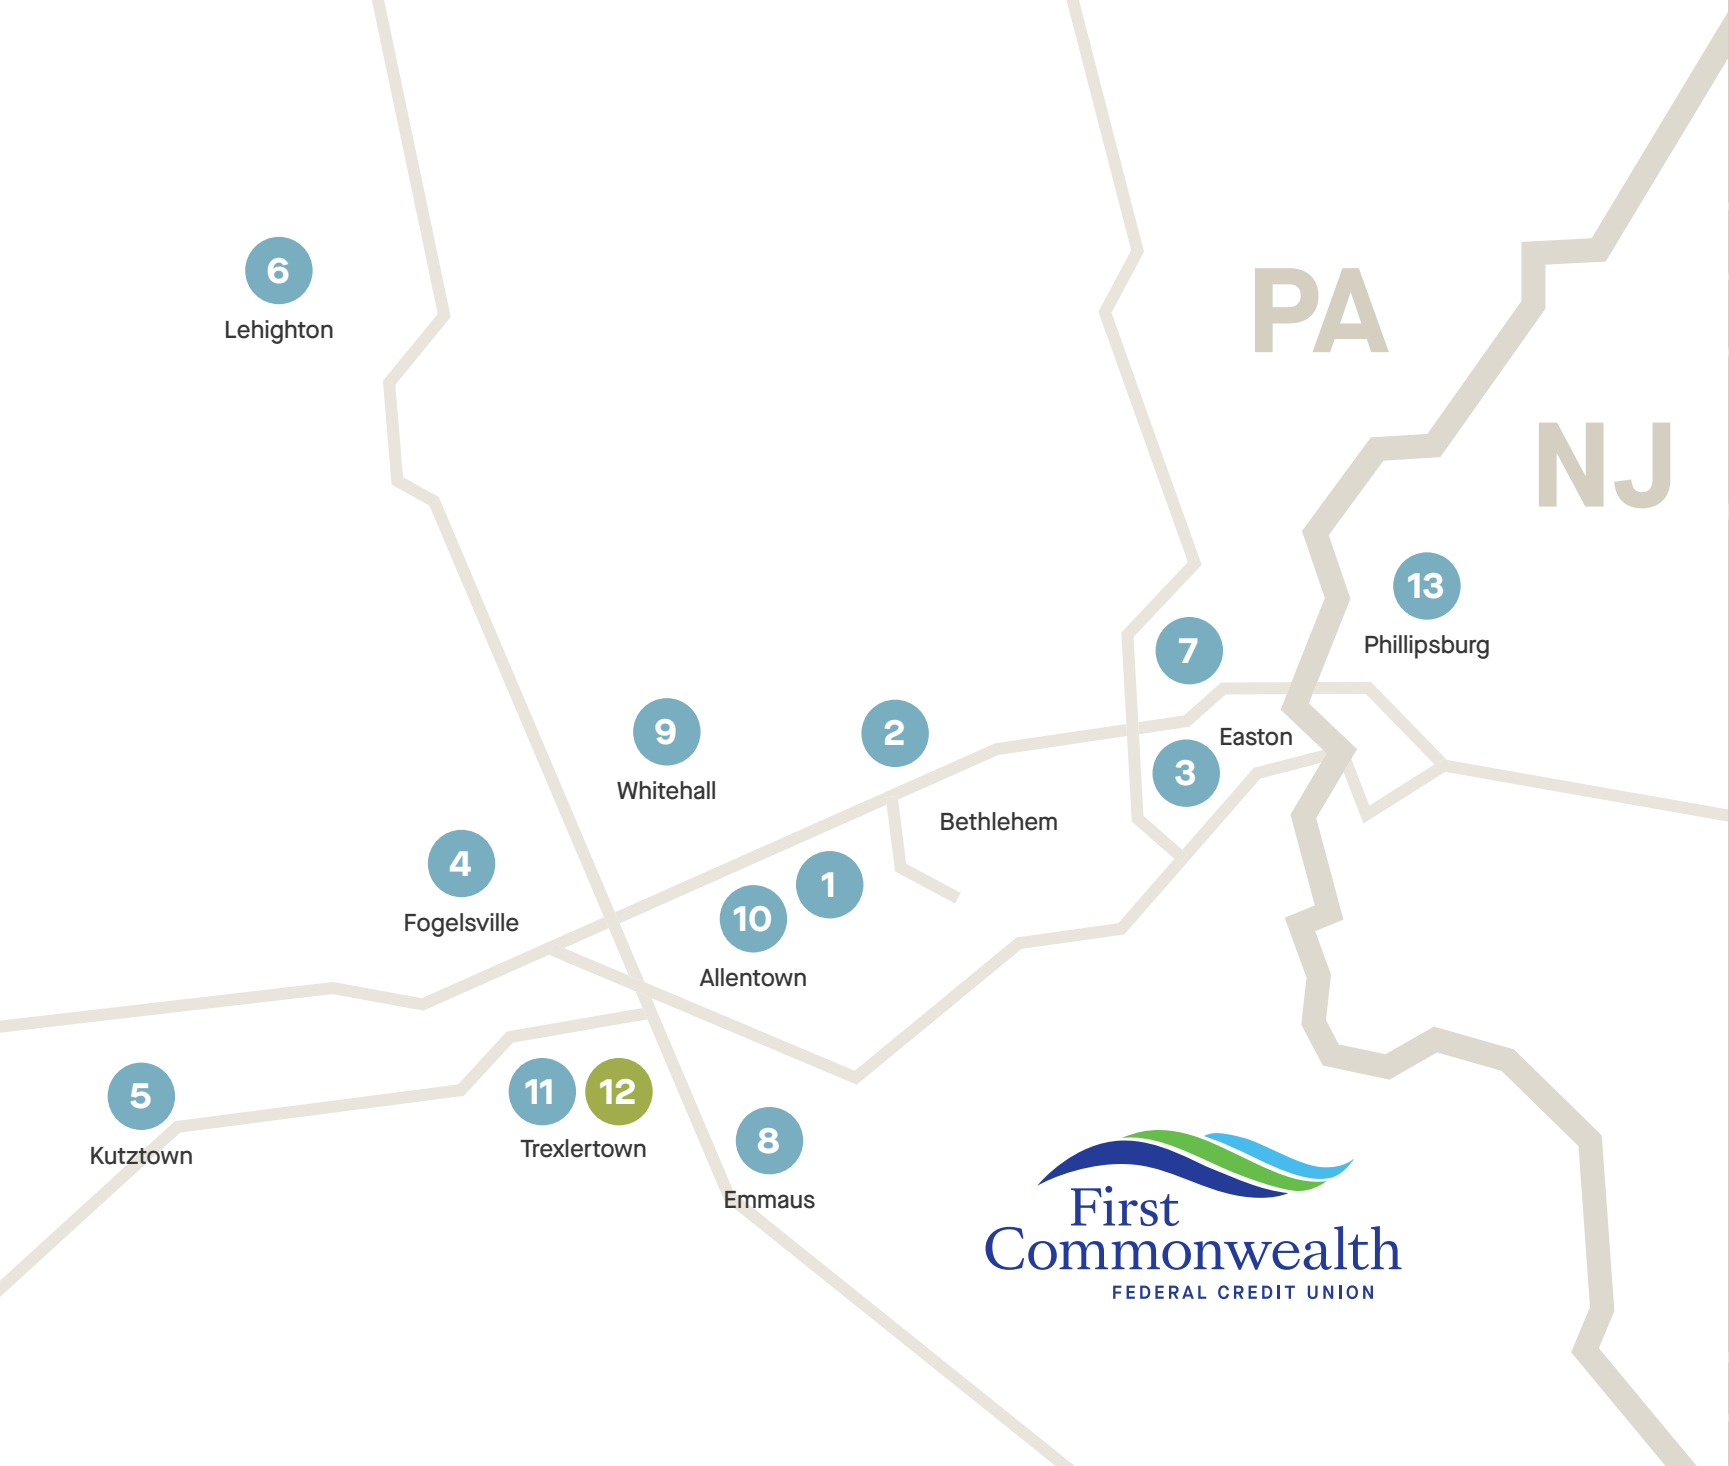 6
Lehighton
PA
NJ
13
Phillipsburg
7
9
Whitehall
2
Easton
3
Bethlehem
4
Fogelsville
1
10
Allentown
5
Kutztown
11
12
Trexlertown
8
Emmaus
First
Commonwealth
FEDERAL CREDIT UNION